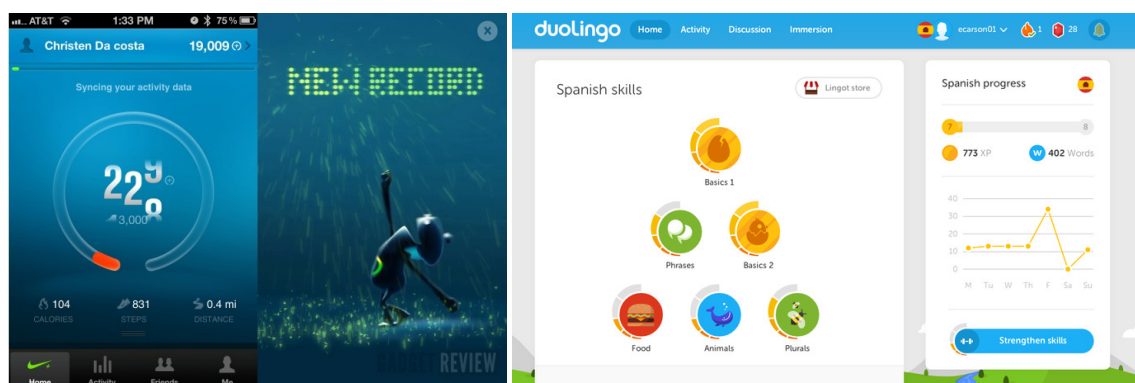 AT&T 1:33 PM 75%
Christen Da costa 19,009
Syncing your activity data
3,000
104 831 0.4 mi
CALORIES STEPS DISTANCE
Home Activity Friends Me
NEW RECORD
GADGET REVIEW
duolingo Home Activity Discussion Immersion ecarson01 1 28
Spanish skills Lingot store
Basics 1
Phrases Basics 2
Food Animals Plurals
Spanish progress
7 8
773 XP W 402 Words
40
30
20
10
0
M Tu W Th F Sa Su
Strengthen skills